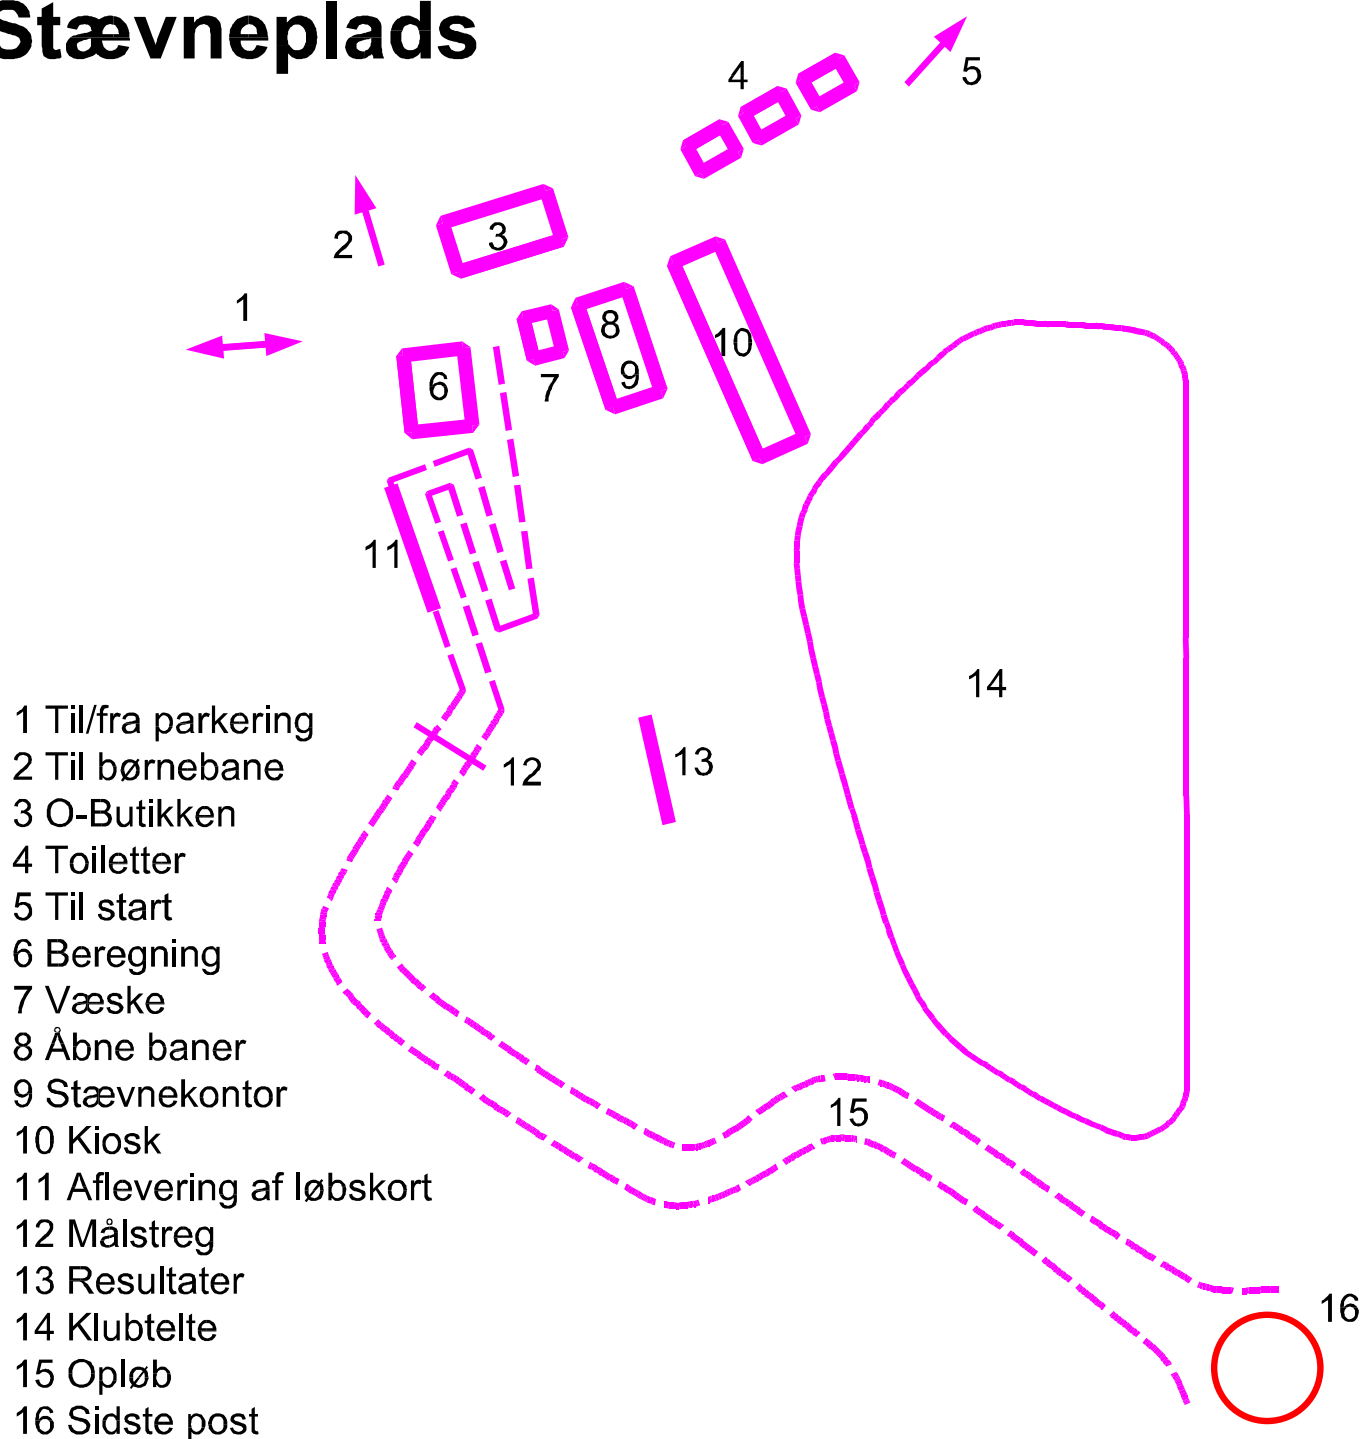 Stævneplads
4
5
2
3
1
8
10
6
7
9
11
14
12
13
15
16
1 Til/fra parkering
2 Til børnebane
3 O-Butikken
4 Toiletter
5 Til start
6 Beregning
7 Væske
8 Åbne baner
9 Stævnekontor
10 Kiosk
11 Aflevering af løbskort
12 Målstreg
13 Resultater
14 Klubtelte
15 Opløb
16 Sidste post